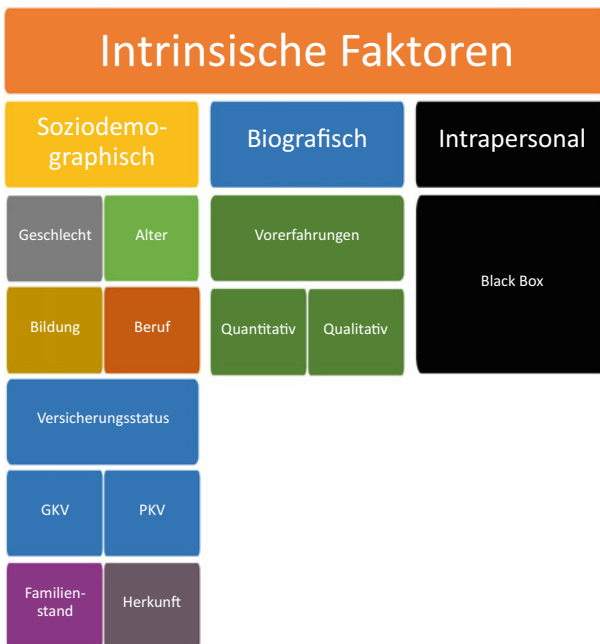 Intrinsische Faktoren
Soziodemo-
graphisch
Biografisch
Intrapersonal
Geschlecht
Alter
Vorerfahrungen
Black Box
Bildung
Beruf
Quantitativ
Qualitativ
Versicherungsstatus
GKV
PKV
Familien-
stand
Herkunft